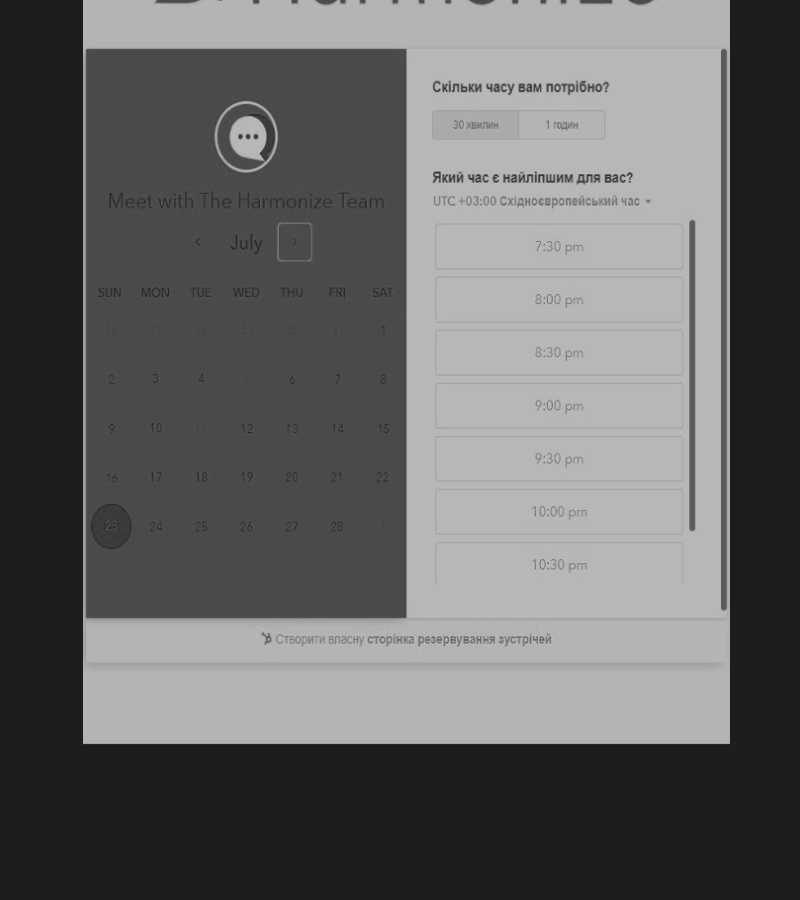 Harmonize
Meet with The Harmonize Team
July
SUN MON TUE WED THU FRI SAT
26 27 28 29 30 31 1
2 3 4 5 6 7 8
9 10 11 12 13 14 15
16 17 18 19 20 21 22
23 24 25 26 27 28
Скільки часу вам потрібно?
30 хвилин 1 годин
Який час є найліпшим для вас?
UTC +03:00 Східноєвропейський час
7:30 pm
8:00 pm
8:30 pm
9:00 pm
9:30 pm
10:00 pm
10:30 pm
Створити власну сторінка резервування зустрічей